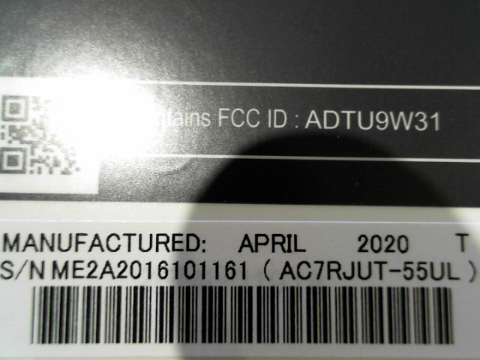 tains FCC ID : ADTU9W31
MANUFACTURED: APRIL 2020 T
S/N ME2A2016101161 ( AC7RJUT-55UL )